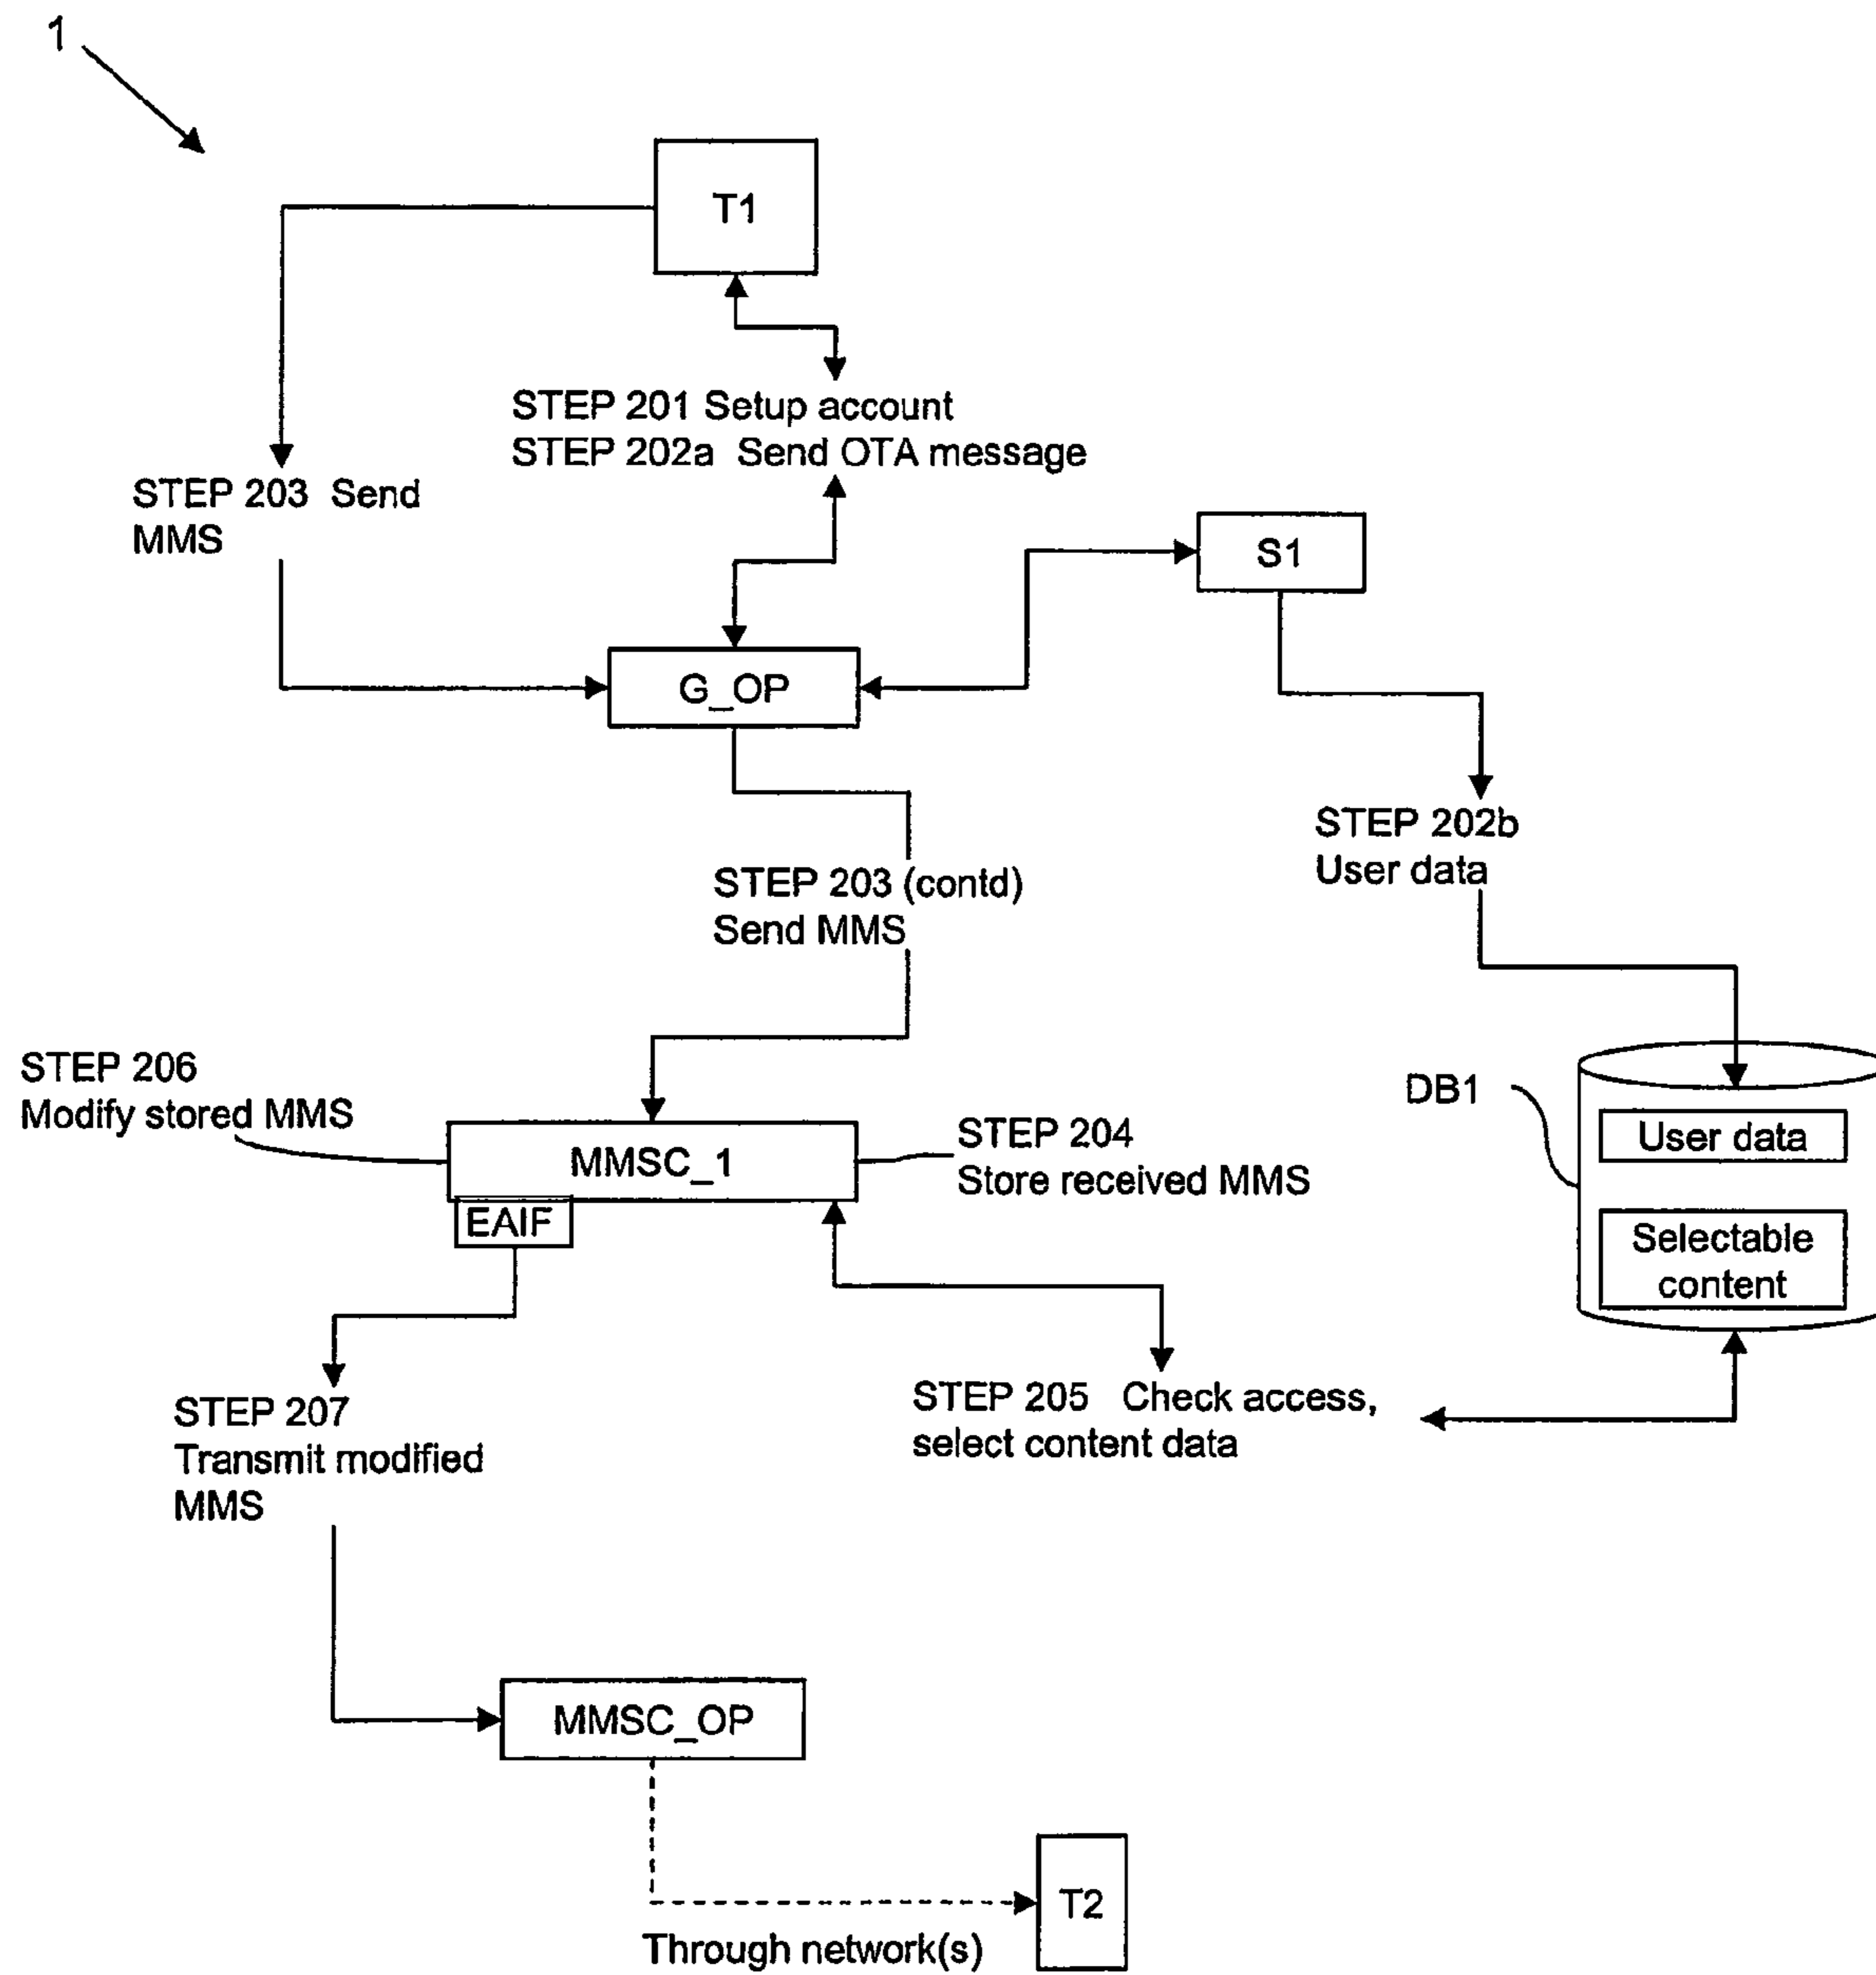 1
T1
STEP 201 Setup account
STEP 202a Send OTA message
STEP 203 Send
MMS
S1
G_OP
STEP 202b
User data
STEP 203 (contd)
Send MMS
STEP 206
Modify stored MMS
MMSC_1
EAIF
STEP 204
Store received MMS
DB1
User data
Selectable
content
STEP 207
Transmit modified
MMS
STEP 205 Check access,
select content data
MMSC_OP
T2
Through network(s)